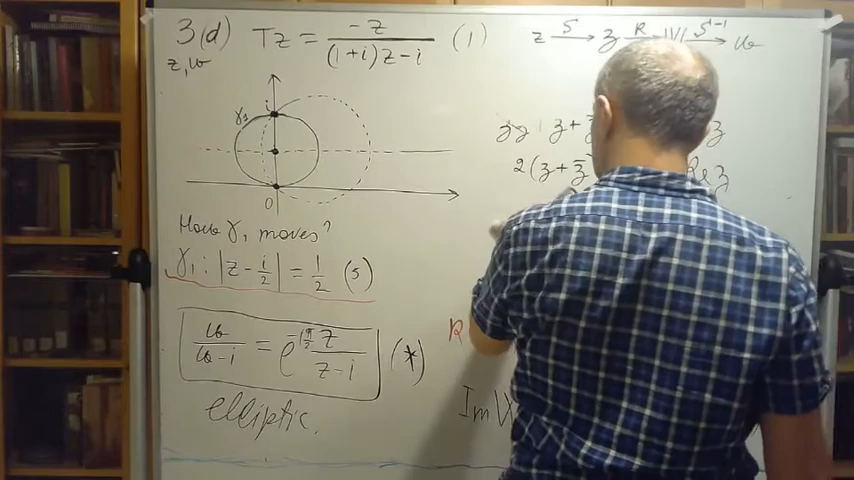 3(d) Tz = -z / ((1+i)z-i) (1)
z, w
z S→ 𝔷 R→ W S⁻¹→ w
γ₁ i
0
How γ₁ moves?
γ₁: |z - i/2| = 1/2 (5)
w/(w-i) = e^(-iπ/2) z/(z-i) (*)
elliptic.
2(𝔷+𝔷̄
R
Im W